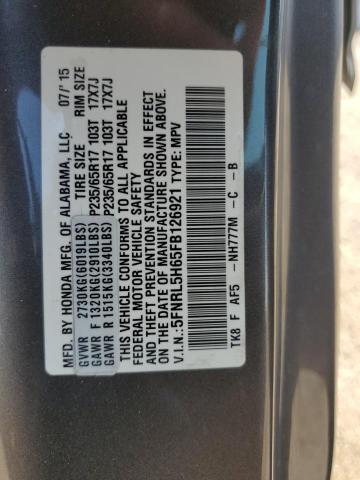 MFD. BY HONDA MFG. OF ALABAMA, LLC 07/'15
GVWR 2730KG(6019LBS) TIRE SIZE RIM SIZE
GAWR F 1320KG(2910LBS) P235/65R17 103T 17X7J
GAWR R 1515KG(3340LBS) P235/65R17 103T 17X7J
THIS VEHICLE CONFORMS TO ALL APPLICABLE
FEDERAL MOTOR VEHICLE SAFETY
AND THEFT PREVENTION STANDARDS IN EFFECT
ON THE DATE OF MANUFACTURE SHOWN ABOVE.
V.I.N.:5FNRL5H65FB126921 TYPE: MPV
TK8 F AF5 -NH777M -C -B